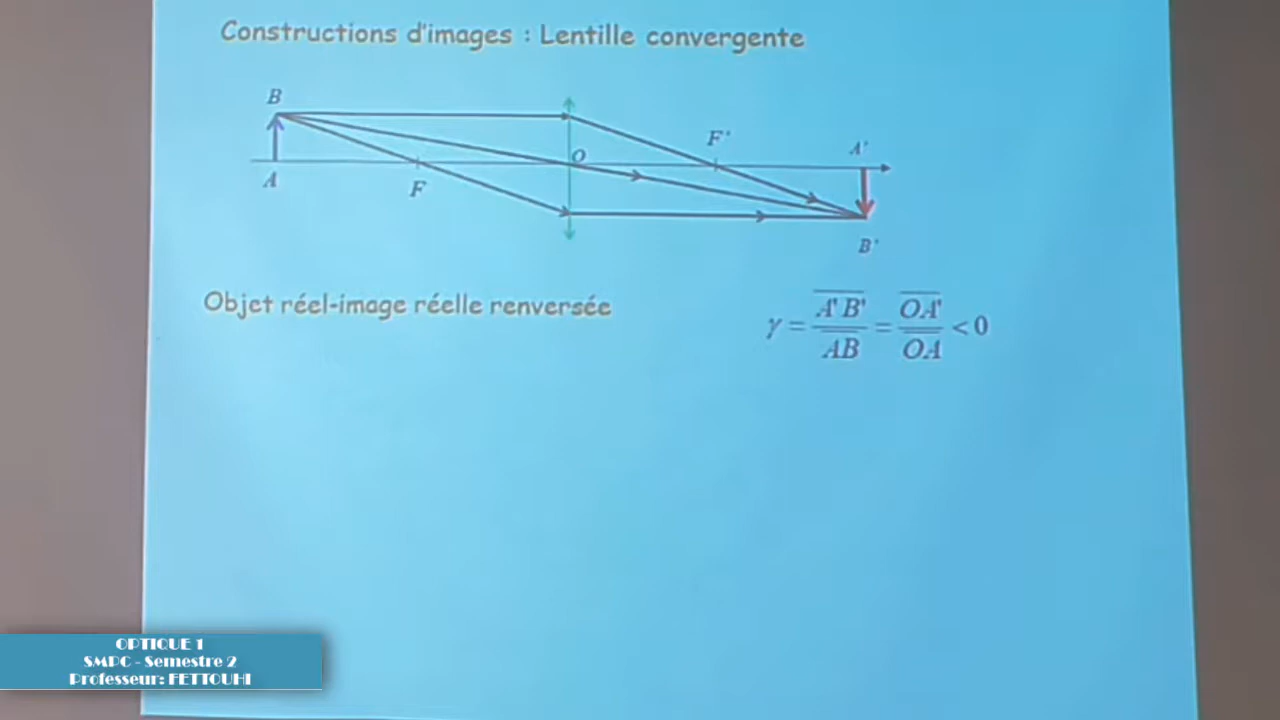 Constructions d'images : Lentille convergente
B
F'
A'
O
A
F
B'
Objet réel-image réelle renversée
γ = A'B' / AB = OA' / OA < 0
OPTIQUE 1
SMPC - Semestre 2
Professeur: FETTOUHI